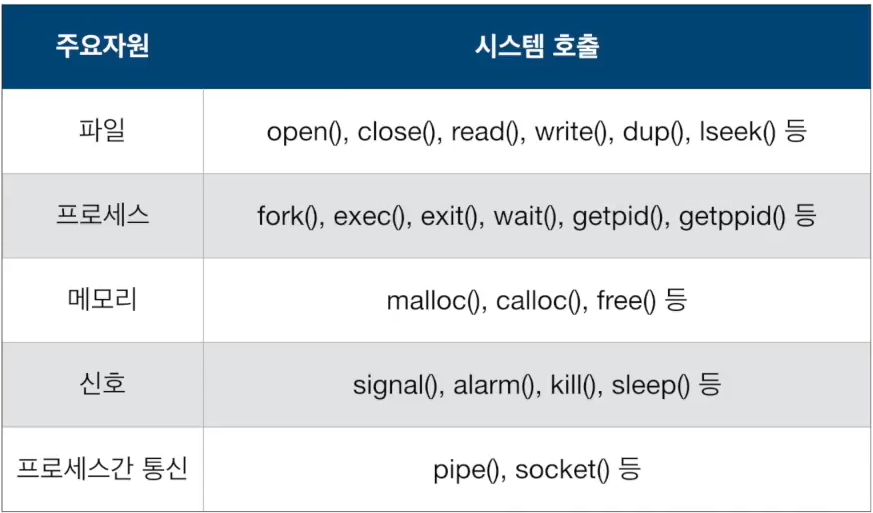 주요자원 시스템 호출
파일 open(), close(), read(), write(), dup(), lseek() 등
프로세스 fork(), exec(), exit(), wait(), getpid(), getppid() 등
메모리 malloc(), calloc(), free() 등
신호 signal(), alarm(), kill(), sleep() 등
프로세스간 통신 pipe(), socket() 등